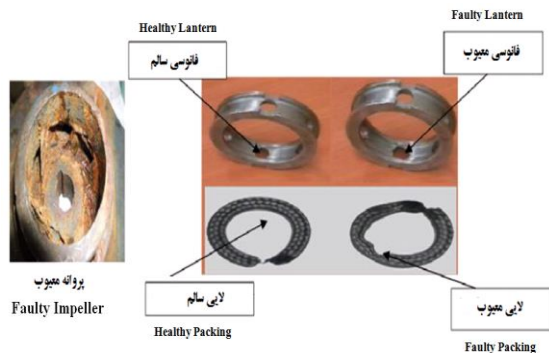 Healthy Lantern
فانوسی سالم
Faulty Lantern
فانوسی معیوب
پروانه معیوب
Faulty Impeller
لایی سالم
Healthy Packing
لایی معیوب
Faulty Packing